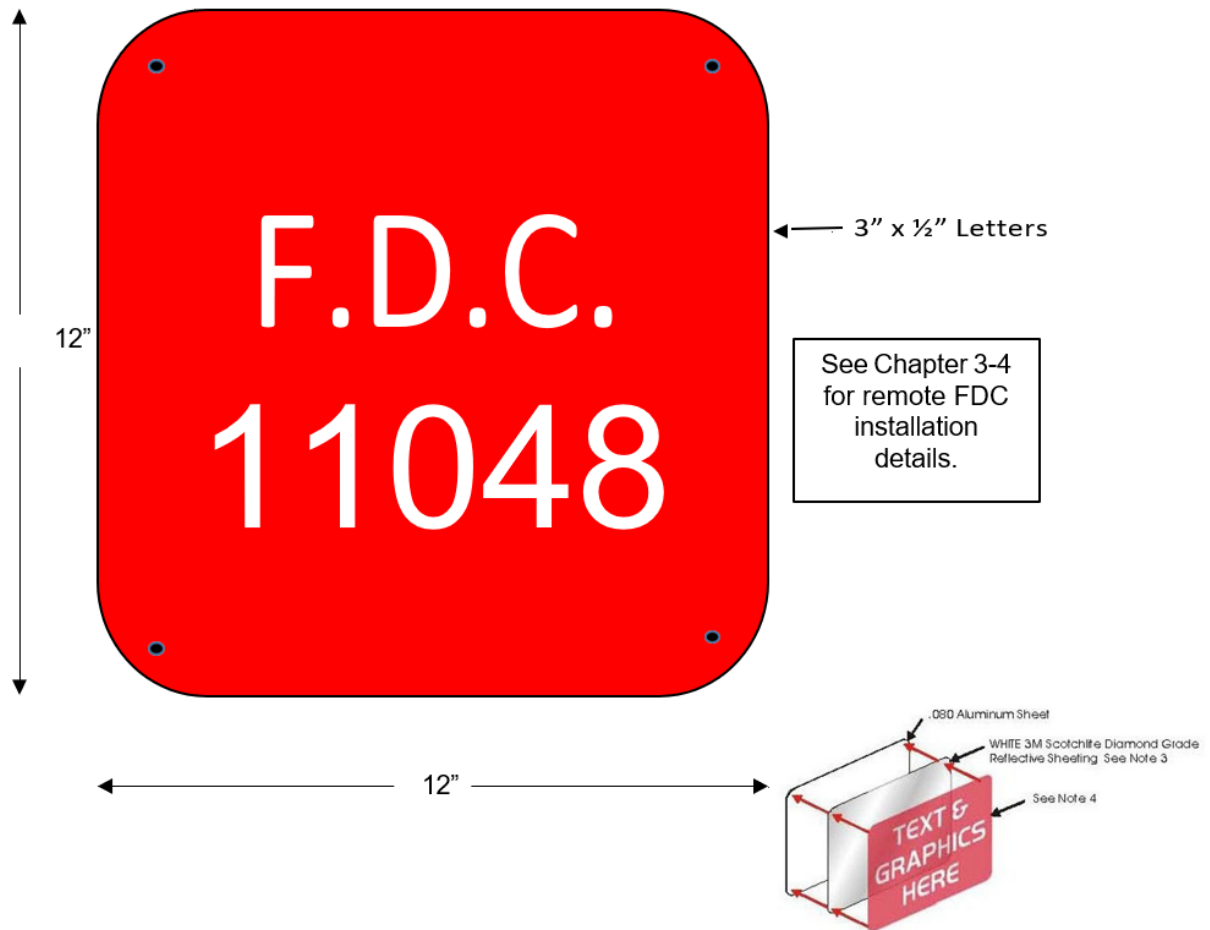 F.D.C.
11048
3” x ½” Letters
12”
See Chapter 3-4
for remote FDC
installation
details.
12”
.080 Aluminum Sheet
WHITE 3M Scotchlite Diamond Grade
Reflective Sheeting See Note 3
See Note 4
TEXT &
GRAPHICS
HERE